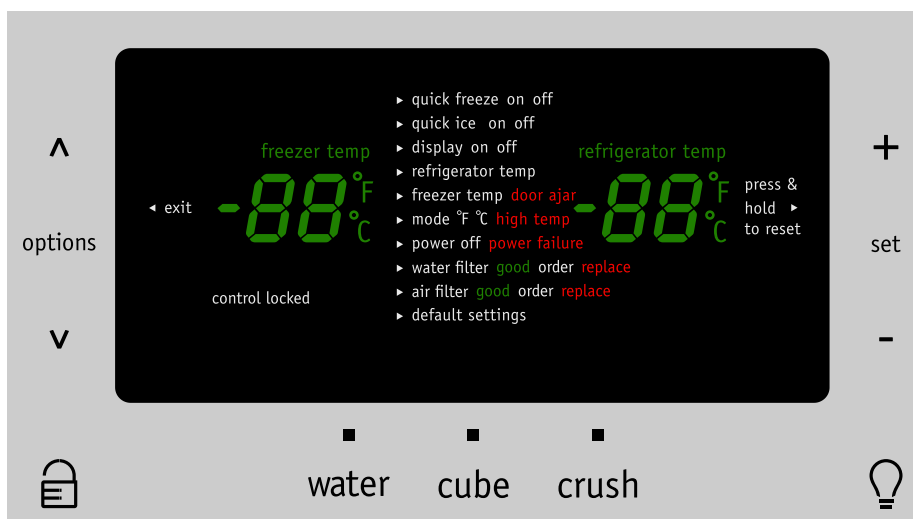 ▸ quick freeze on off
▸ quick ice on off
▸ display on off
▸ refrigerator temp
▸ freezer temp door ajar
▸ mode °F °C high temp
▸ power off power failure
▸ water filter good order replace
▸ air filter good order replace
▸ default settings
freezer temp
-88 °F °C
◂ exit
control locked
refrigerator temp
-88 °F °C
press &
hold ▸
to reset
^
options
v
+
set
-
water
cube
crush